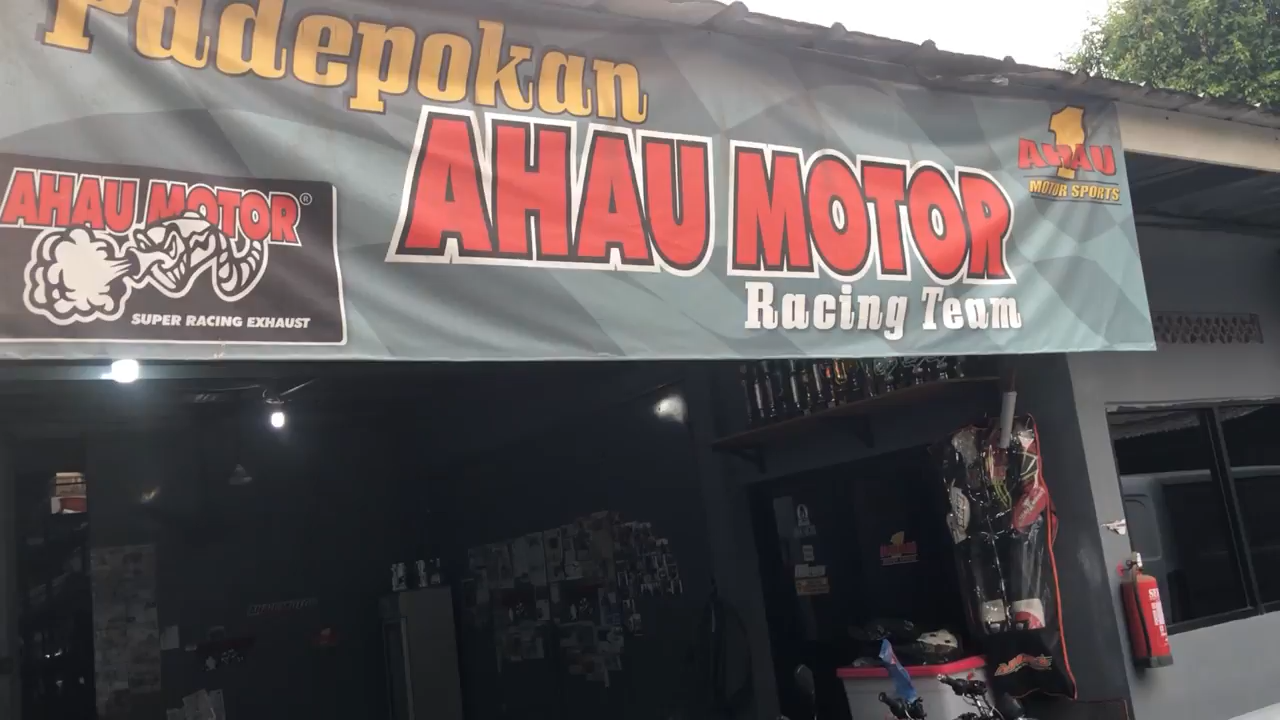 Padepokan
AHAU MOTOR
Racing Team
AHAU MOTOR®
SUPER RACING EXHAUST
1
AHAU
MOTOR SPORTS